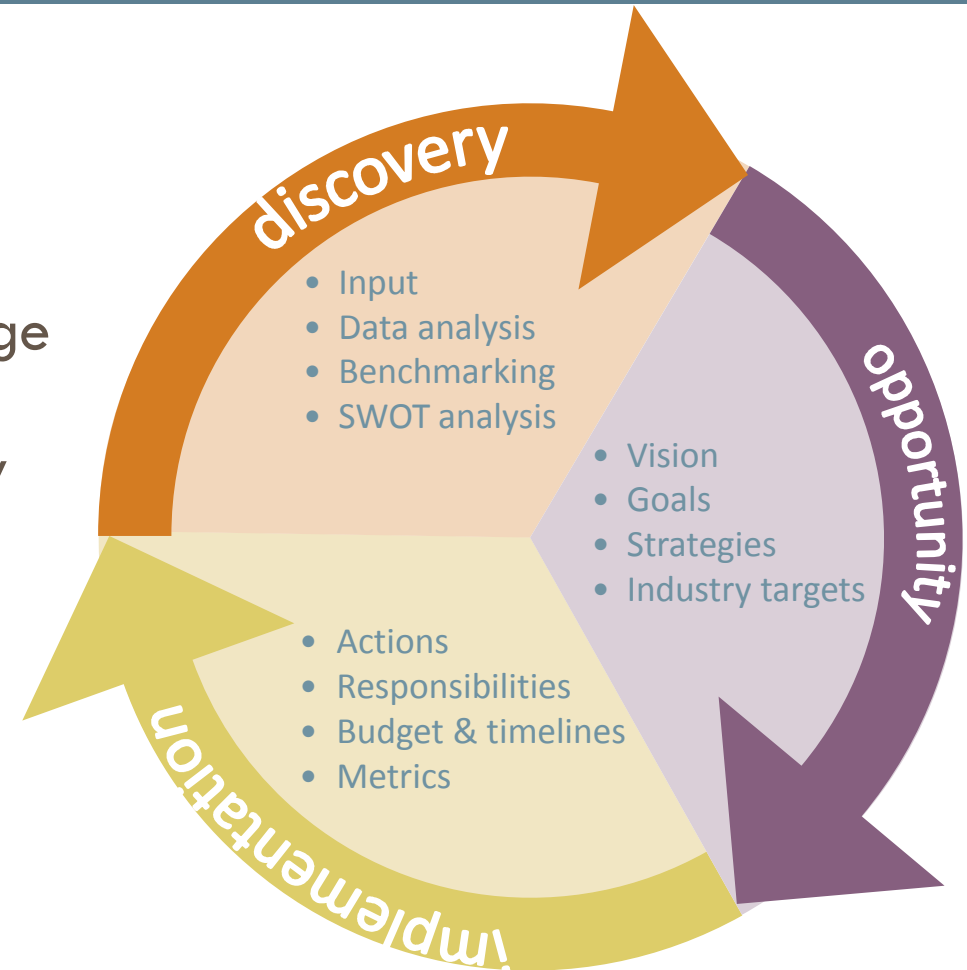 ge
y
discovery
• Input
• Data analysis
• Benchmarking
• SWOT analysis
opportunity
• Vision
• Goals
• Strategies
• Industry targets
implementation
• Actions
• Responsibilities
• Budget & timelines
• Metrics